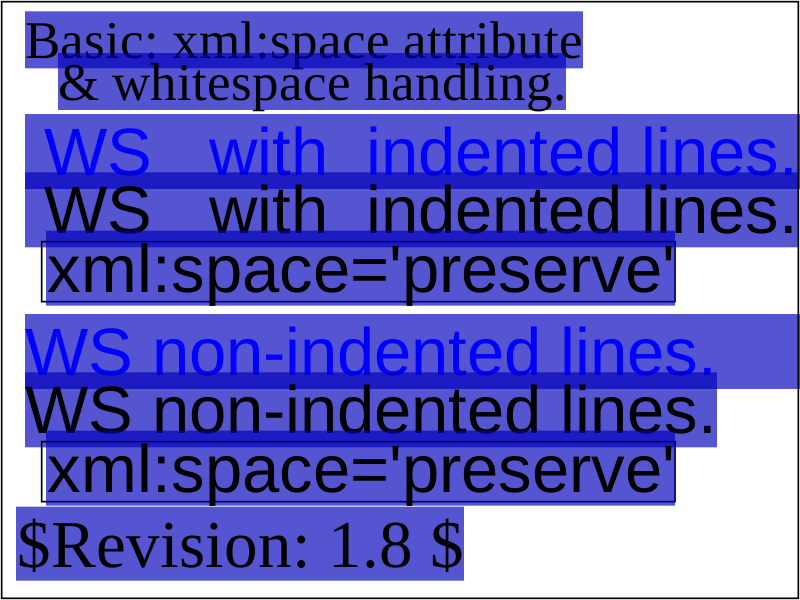 Basic: xml:space attribute
& whitespace handling.
WS   with  indented lines.
WS   with  indented lines.
xml:space='preserve'
WS non-indented lines.
WS non-indented lines.
xml:space='preserve'
$Revision: 1.8 $